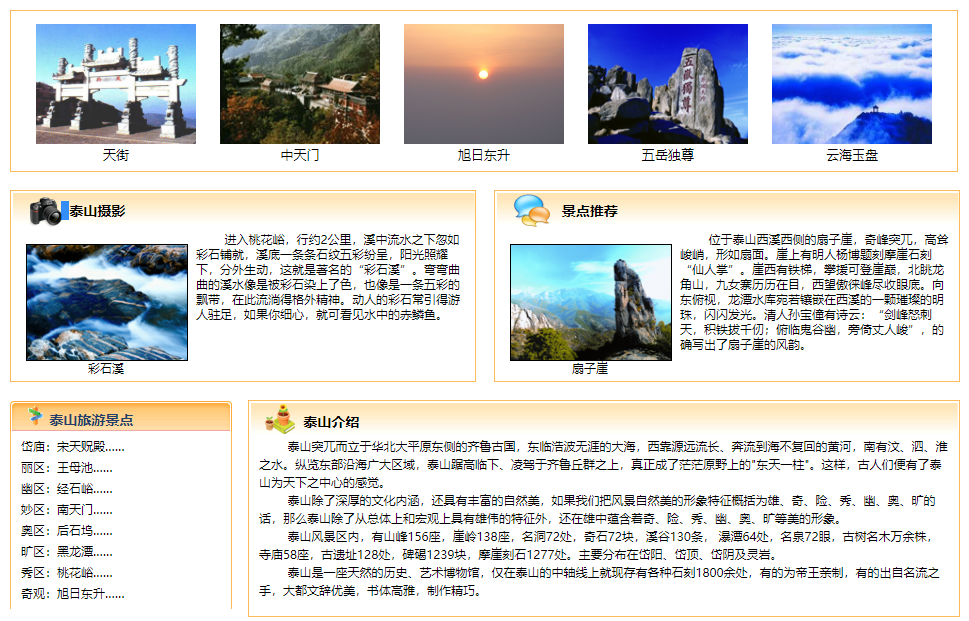 天街
中天门
旭日东升
五岳独尊
五岳獨尊
云海玉盘
泰山摄影
进入桃花峪，行约2公里，溪中流水之下忽如
彩石铺就，溪底一条条石纹五彩纷呈，阳光照耀
下，分外生动，这就是著名的“彩石溪”。弯弯曲
曲的溪水像是被彩石染上了色，也像是一条五彩的
飘带，在此流淌得格外精神。动人的彩石常引得游
人驻足，如果你细心，就可看见水中的赤鳞鱼。
彩石溪
景点推荐
位于泰山西溪西侧的扇子崖，奇峰突兀，高耸
峻峭，形如扇面。崖上有明人杨博题刻摩崖石刻
“仙人掌”。崖西有铁梯，攀援可登崖巅，北眺龙
角山，九女寨历历在目，西望傲徕峰尽收眼底。向
东俯视，龙潭水库宛若镶嵌在西溪的一颗璀璨的明
珠，闪闪发光。清人孙宝僮有诗云：“剑峰怒刺
天，积铁拔千仞；俯临鬼谷幽，旁倚丈人峻”，的
确写出了扇子崖的风韵。
扇子崖
泰山旅游景点
岱庙：宋天贶殿……
丽区：王母池……
幽区：经石峪……
妙区：南天门……
奥区：后石坞……
旷区：黑龙潭……
秀区：桃花峪……
奇观：旭日东升……
泰山介绍
泰山突兀而立于华北大平原东侧的齐鲁古国，东临浩波无涯的大海，西靠源远流长、奔流到海不复回的黄河，南有汶、泗、淮
之水。纵览东部沿海广大区域，泰山踞高临下、凌驾于齐鲁丘群之上，真正成了茫茫原野上的"东天一柱"。这样，古人们便有了泰
山为天下之中心的感觉。
泰山除了深厚的文化内涵，还具有丰富的自然美，如果我们把风景自然美的形象特征概括为雄、奇、险、秀、幽、奥、旷的
话，那么泰山除了从总体上和宏观上具有雄伟的特征外，还在雄中蕴含着奇、险、秀、幽、奥、旷等美的形象。
泰山风景区内，有山峰156座，崖岭138座，名洞72处，奇石72块，溪谷130条， 瀑潭64处，名泉72眼，古树名木万余株，
寺庙58座，古遗址128处，碑碣1239块，摩崖刻石1277处。主要分布在岱阳、岱顶、岱阴及灵岩。
泰山是一座天然的历史、艺术博物馆，仅在泰山的中轴线上就现存有各种石刻1800余处，有的为帝王亲制，有的出自名流之
手，大都文辞优美，书体高雅，制作精巧。